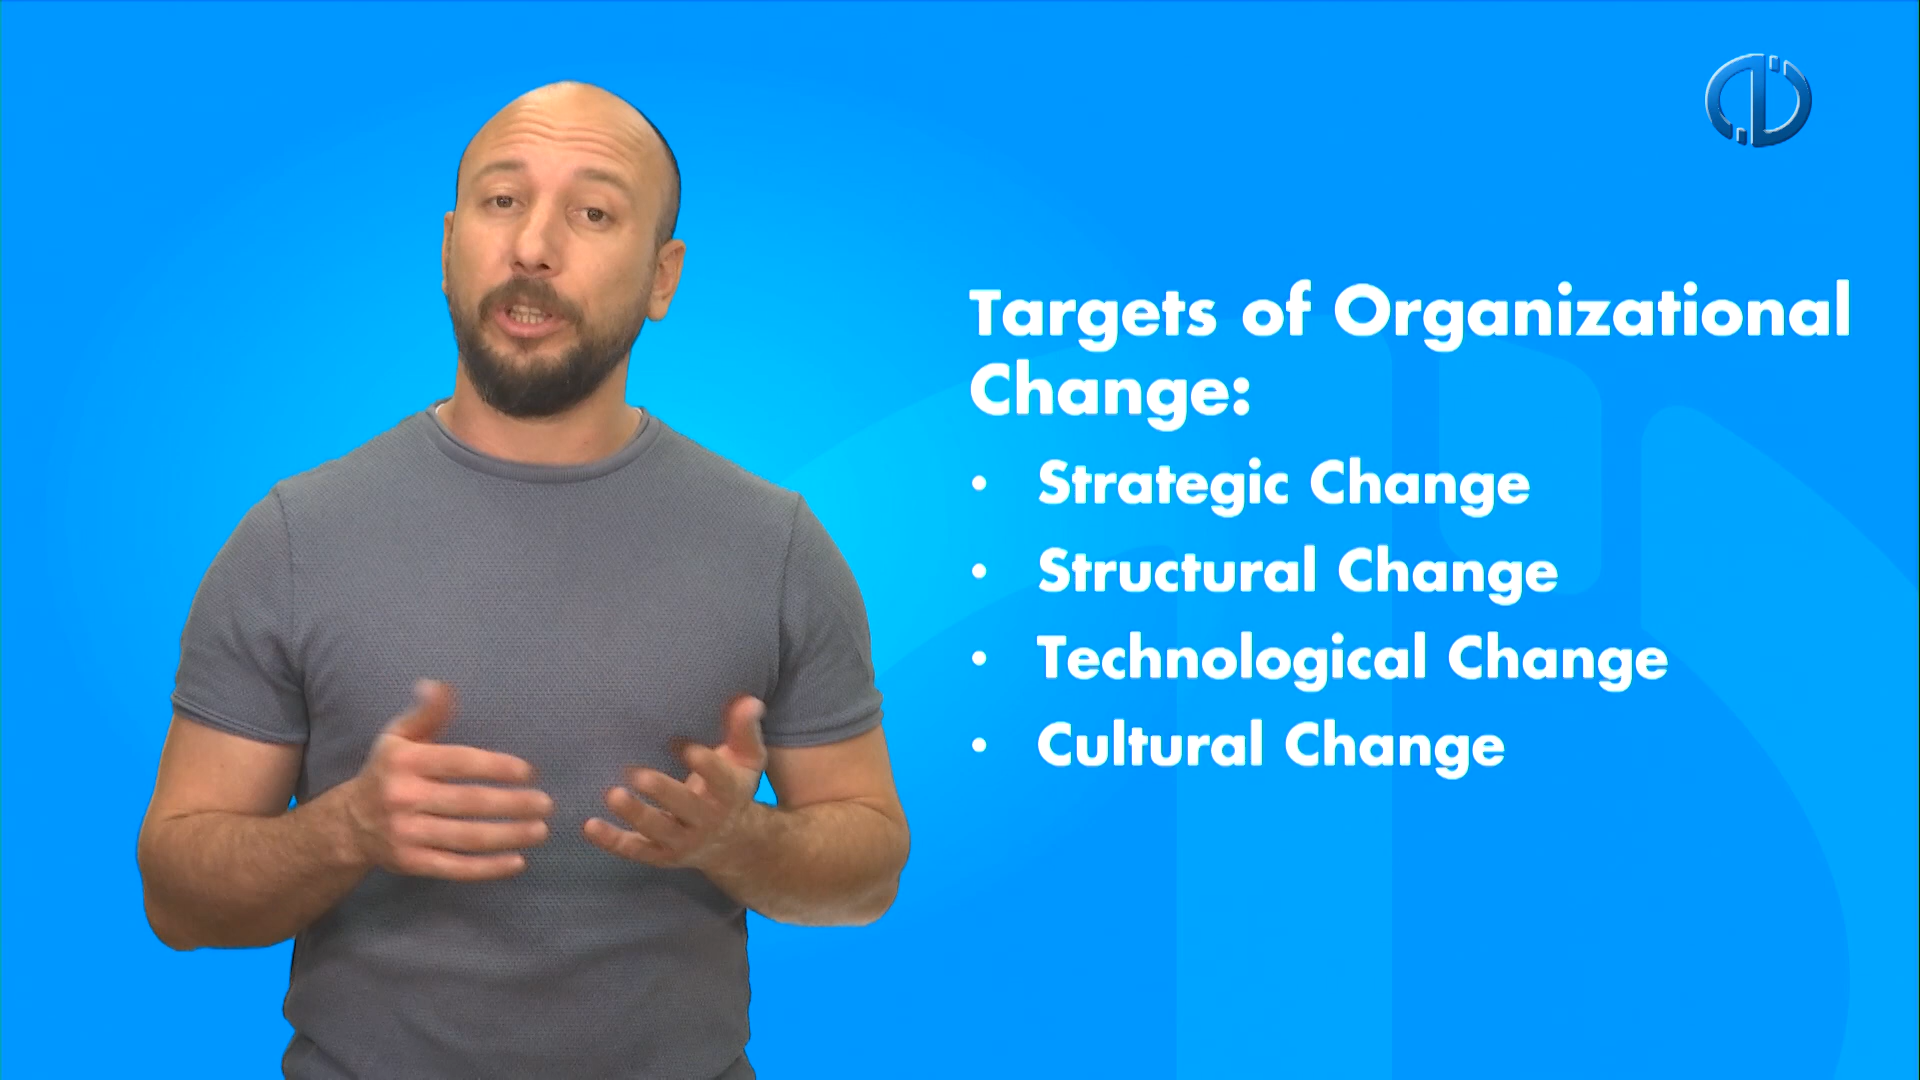 Targets of Organizational
Change:
• Strategic Change
• Structural Change
• Technological Change
• Cultural Change